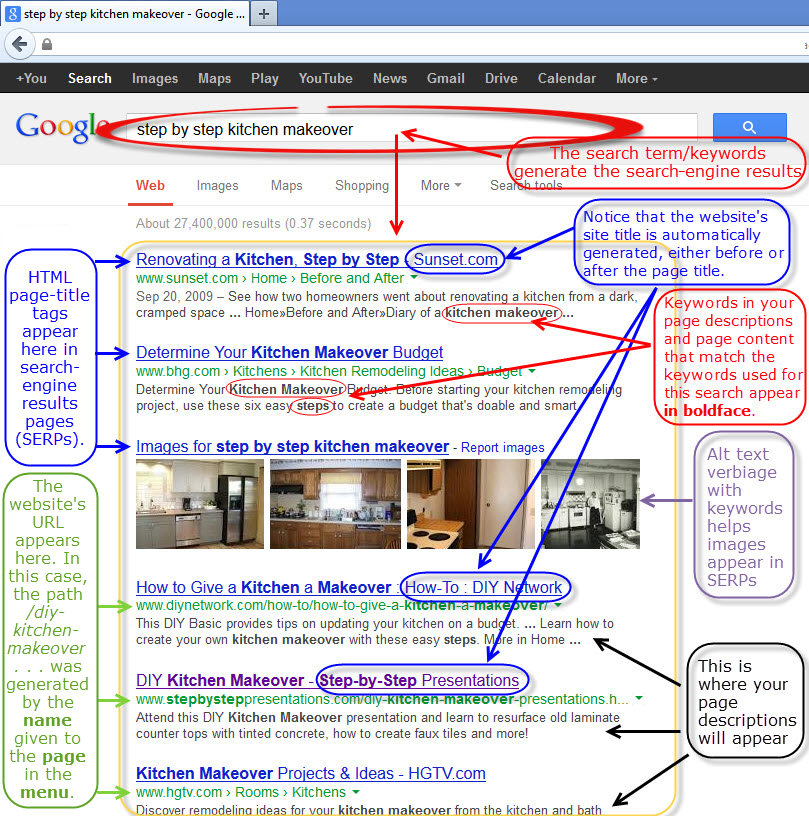 step by step kitchen makeover - Google ...
+You Search Images Maps Play YouTube News Gmail Drive Calendar More
Google
step by step kitchen makeover
The search term/keywords
generate the search-engine results
Web Images Maps Shopping More Search tools
About 27,400,000 results (0.37 seconds)
Notice that the website's
site title is automatically
generated, either before or
after the page title.
HTML
page-title
tags
appear
here in
search-
engine
results
pages
(SERPs).
Renovating a Kitchen, Step by Step - Sunset.com
www.sunset.com › Home › Before and After
Sep 20, 2009 – See how two homeowners went about renovating a kitchen from a dark,
cramped space ... Home»Before and After»Diary of a kitchen makeover ...
Keywords in your
page descriptions
and page content
that match the
keywords used for
this search appear
in boldface.
Determine Your Kitchen Makeover Budget
www.bhg.com › Kitchens › Kitchen Remodeling Ideas › Budget
Determine Your Kitchen Makeover Budget. Before starting your kitchen remodeling
project, use these six easy steps to create a budget that's doable and smart.
Images for step by step kitchen makeover - Report images
Alt text
verbiage
with
keywords
helps
images
appear in
SERPs
The
website's
URL
appears
here. In
this case,
the path
/diy-
kitchen-
makeover
. . . was
generated
by the
name
given to
the page
in the
menu.
How to Give a Kitchen a Makeover : How-To : DIY Network
www.diynetwork.com/how-to/how-to-give-a-kitchen-a-makeover/
This DIY Basic provides tips on updating your kitchen on a budget. ... Learn how to
create your own kitchen makeover with these easy steps. More in Home ...
DIY Kitchen Makeover - Step-by-Step Presentations
www.stepbysteppresentations.com/diy-kitchen-makeover-presentations.h...
Attend this DIY Kitchen Makeover presentation and learn to resurface old laminate
counter tops with tinted concrete, how to create faux tiles and more!
This is
where your
page
descriptions
will appear
Kitchen Makeover Projects & Ideas - HGTV.com
www.hgtv.com › Rooms › Kitchens
Discover remodeling ideas for your kitchen makeover from the kitchen and bath